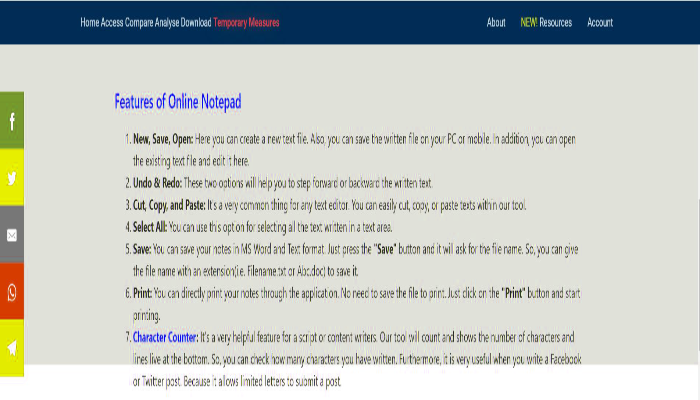 Home Access Compare Analyse Download Temporary Measures About NEW! Resources Account
Features of Online Notepad
1. New, Save, Open: Here you can create a new text file. Also, you can save the written file on your PC or mobile. In addition, you can open
the existing text file and edit it here.
2. Undo & Redo: These two options will help you to step forward or backward the written text.
3. Cut, Copy, and Paste: It's a very common thing for any text editor. You can easily cut, copy, or paste texts within our tool.
4. Select All: You can use this option for selecting all the text written in a text area.
5. Save: You can save your notes in MS Word and Text format. Just press the "Save" button and it will ask for the file name. So, you can give
the file name with an extension(i.e. Filename.txt or Abc.doc) to save it.
6. Print: You can directly print your notes through the application. No need to save the file to print. Just click on the "Print" button and start
printing.
7. Character Counter: It's a very helpful feature for a script or content writers. Our tool will count and shows the number of characters and
lines live at the bottom. So, you can check how many characters you have written. Furthermore, it is very useful when you write a Facebook
or Twitter post. Because it allows limited letters to submit a post.